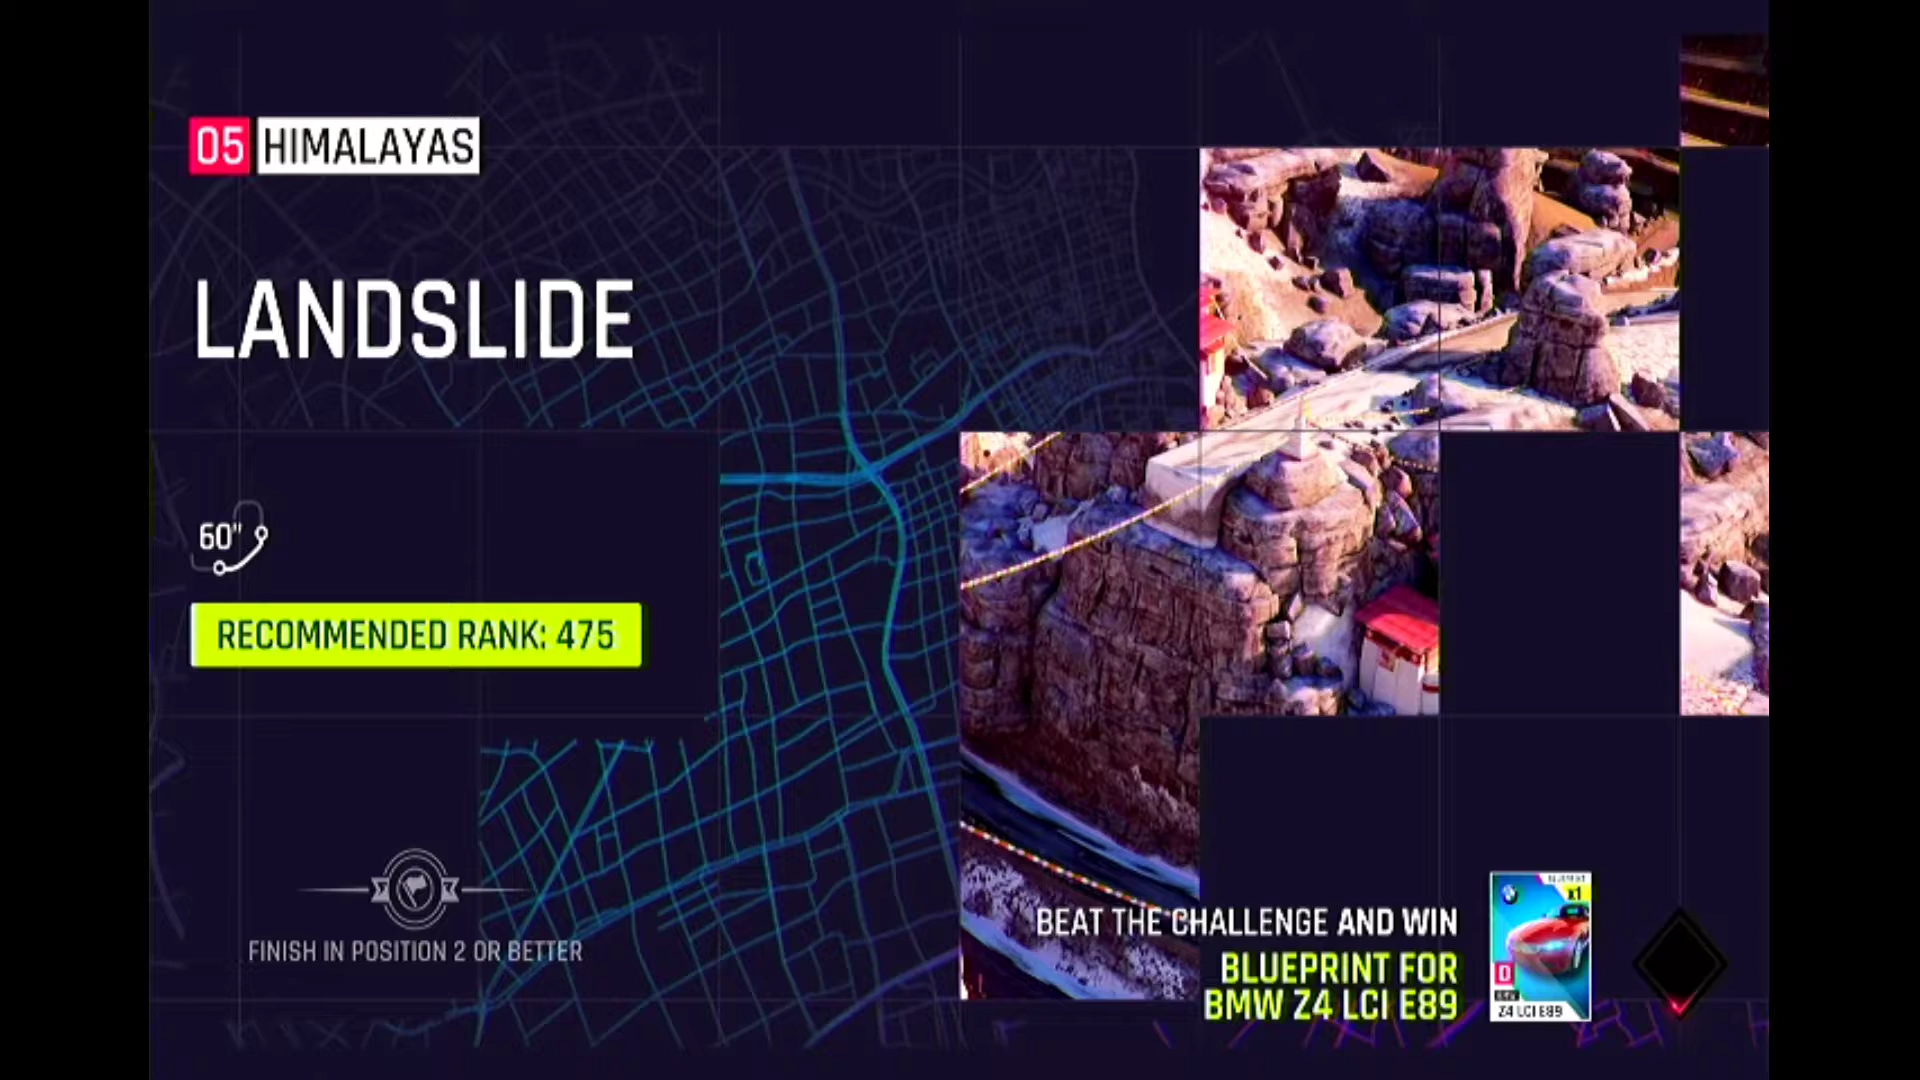 05 HIMALAYAS
LANDSLIDE
60"
RECOMMENDED RANK: 475
FINISH IN POSITION 2 OR BETTER
BEAT THE CHALLENGE AND WIN
BLUEPRINT FOR
BMW Z4 LCI E89
x1
D
Z4 LCI E89